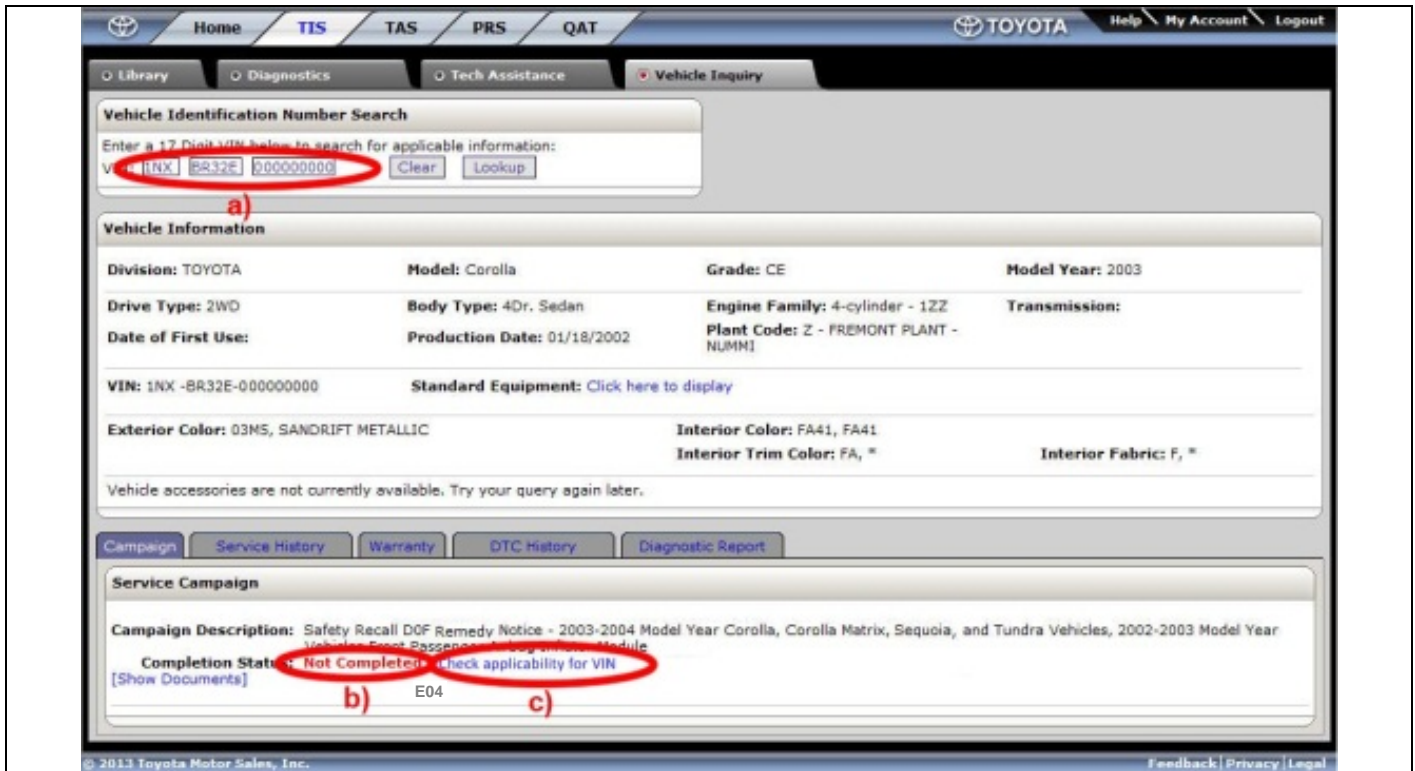 Home TIS TAS PRS QAT TOYOTA Help My Account Logout
Library Diagnostics Tech Assistance Vehicle Inquiry
Vehicle Identification Number Search
Enter a 17 Digit VIN below to search for applicable information:
1NX BR32E 000000000 Clear Lookup
a)
Vehicle Information
Division: TOYOTA Model: Corolla Grade: CE Model Year: 2003
Drive Type: 2WD Body Type: 4Dr. Sedan Engine Family: 4-cylinder - 1ZZ Transmission:
Date of First Use: Production Date: 01/18/2002 Plant Code: Z - FREMONT PLANT -
NUMMI
VIN: 1NX -BR32E-000000000 Standard Equipment: Click here to display
Exterior Color: 03M5, SANDRIFT METALLIC Interior Color: FA41, FA41
Interior Trim Color: FA, * Interior Fabric: F, *
Vehicle accessories are not currently available. Try your query again later.
Campaign Service History Warranty DTC History Diagnostic Report
Service Campaign
Campaign Description: Safety Recall D0F Remedy Notice - 2003-2004 Model Year Corolla, Corolla Matrix, Sequoia, and Tundra Vehicles, 2002-2003 Model Year
Vehicles Front Passenger Module
Completion Status: Not Completed Check applicability for VIN
[Show Documents]
E04
b) c)
© 2013 Toyota Motor Sales, Inc. Feedback | Privacy | Legal